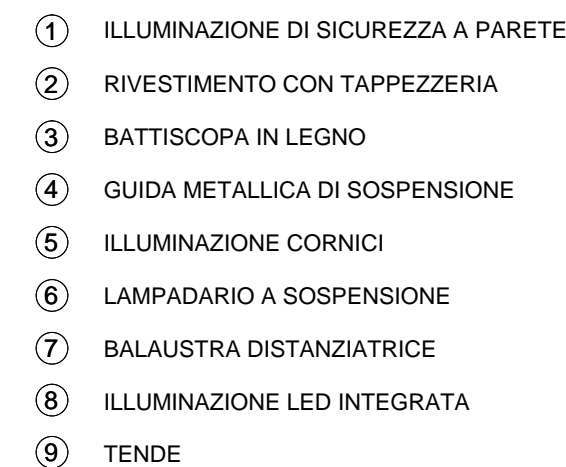 1 ILLUMINAZIONE DI SICUREZZA A PARETE
2 RIVESTIMENTO CON TAPPEZZERIA
3 BATTISCOPA IN LEGNO
4 GUIDA METALLICA DI SOSPENSIONE
5 ILLUMINAZIONE CORNICI
6 LAMPADARIO A SOSPENSIONE
7 BALAUSTRA DISTANZIATRICE
8 ILLUMINAZIONE LED INTEGRATA
9 TENDE